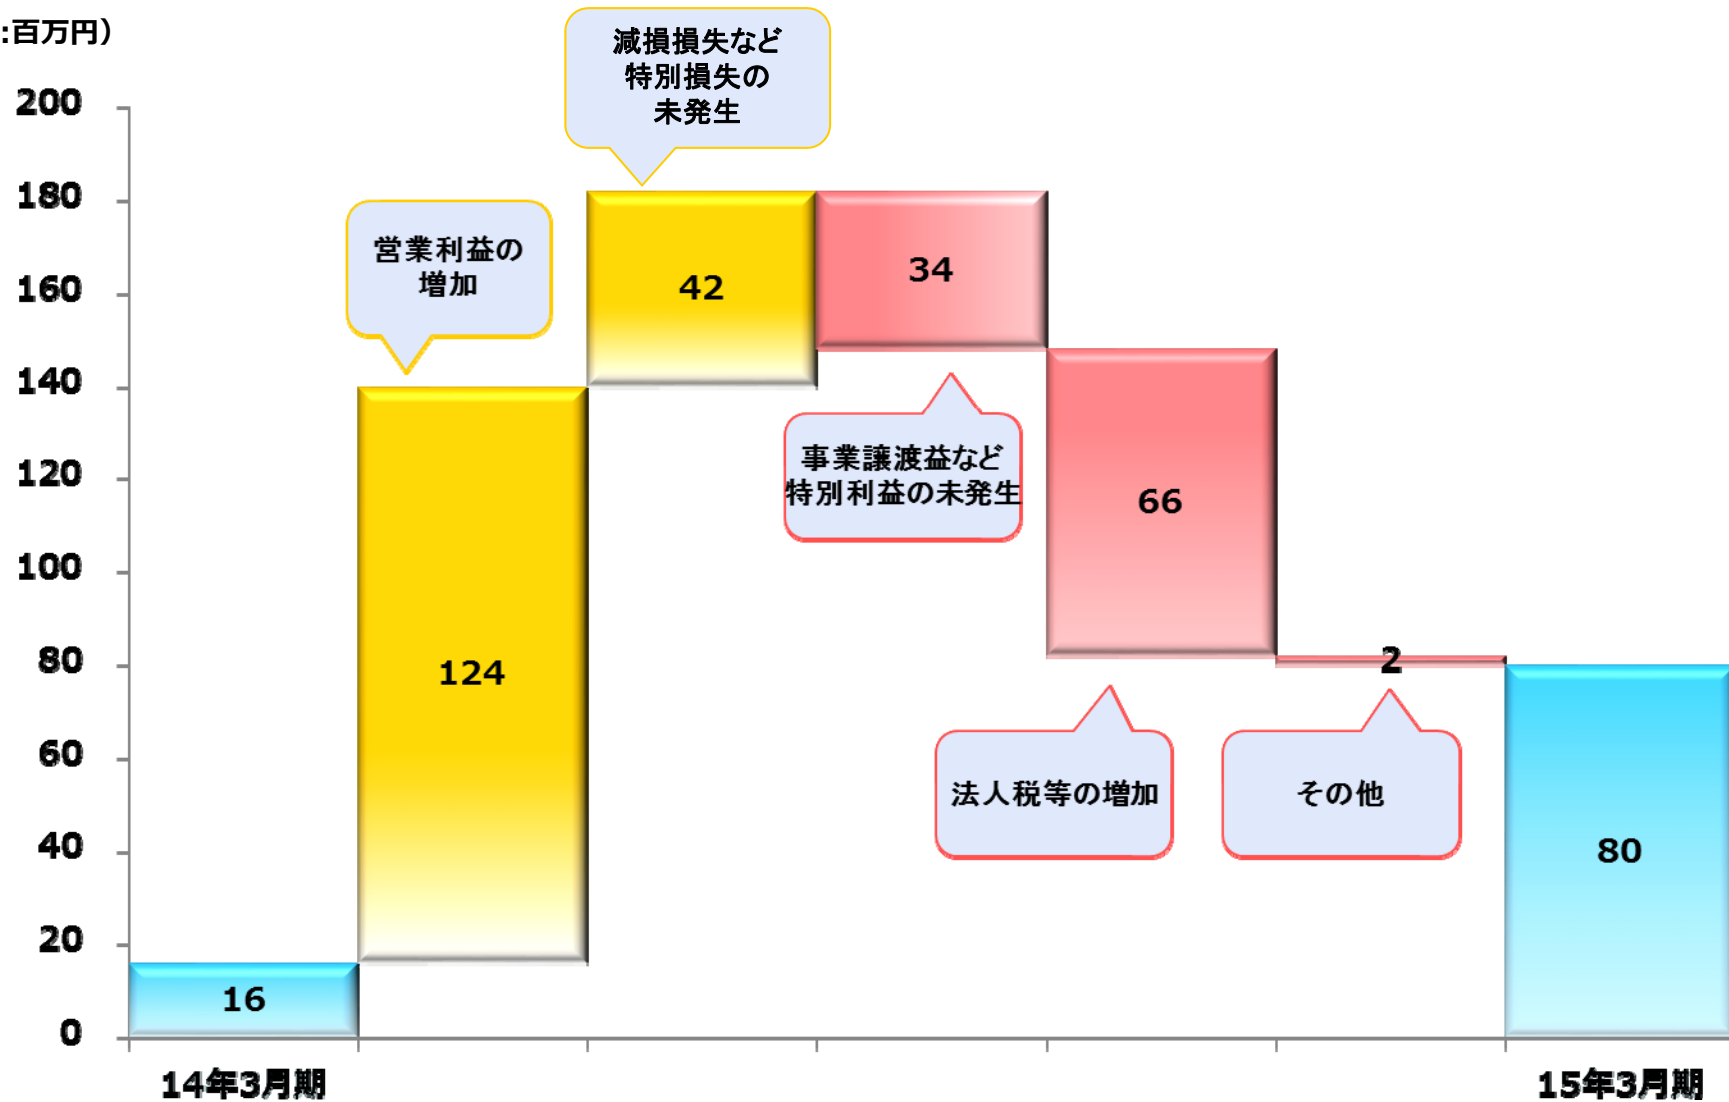 :百万円）
減損損失など
特別損失の
未発生
営業利益の
増加
200
180
160
140
120
100
80
60
40
20
0
16
124
42
34
66
2
80
事業譲渡益など
特別利益の未発生
法人税等の増加
その他
14年3月期
15年3月期